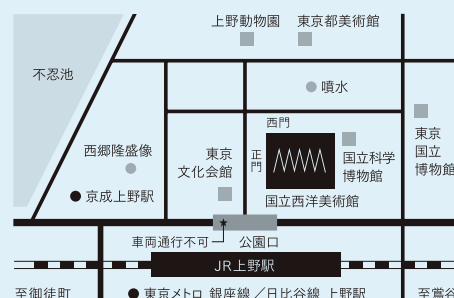 上野動物園
東京都美術館
不忍池
噴水
西門
東京
国立
博物館
西郷隆盛像
東京
文化会館
正門
国立科学
博物館
京成上野駅
国立西洋美術館
車両通行不可
公園口
JR上野駅
至御徒町
東京メトロ 銀座線／日比谷線 上野駅
至鶯谷